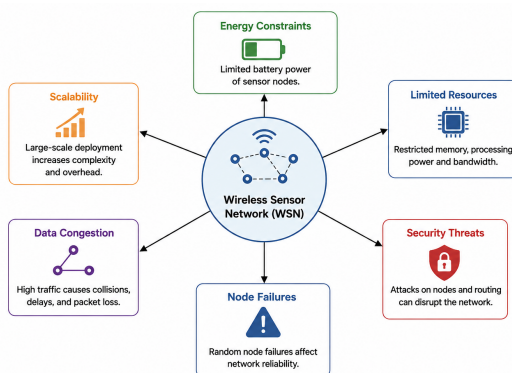 Energy Constraints
Limited battery power
of sensor nodes.
Scalability
Large-scale deployment
increases complexity
and overhead.
Limited Resources
Restricted memory, processing
power and bandwidth.
Wireless Sensor
Network (WSN)
Data Congestion
High traffic causes collisions,
delays, and packet loss.
Security Threats
Attacks on nodes and routing
can disrupt the network.
Node Failures
Random node failures affect
network reliability.